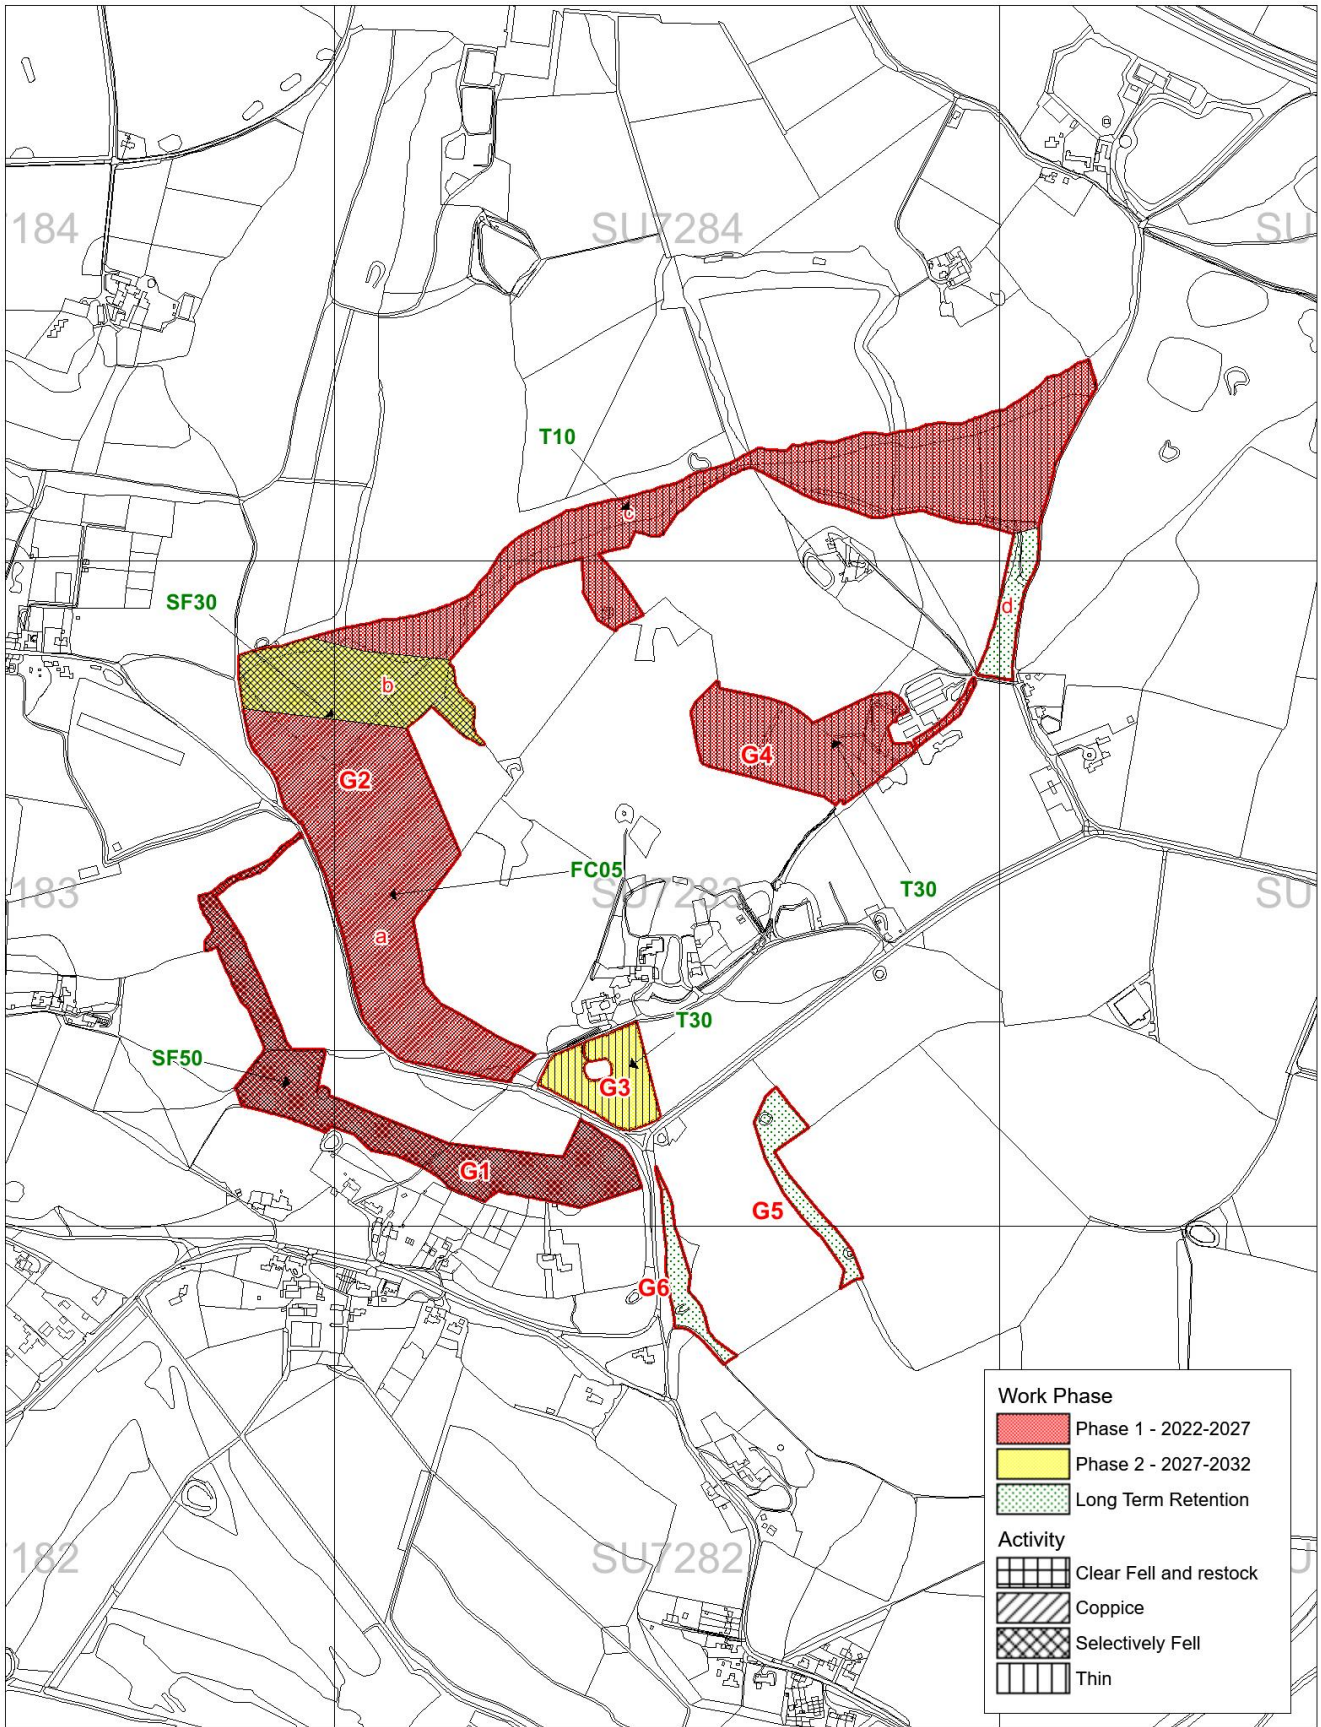 184
SU7284
SU
T10
c
SF30
d
b
G2
G4
FC05
183
SU7283
SU
T30
a
T30
SF50
G3
G1
G5
G6
Work Phase
Phase 1 - 2022-2027
Phase 2 - 2027-2032
Long Term Retention
Activity
182
SU7282
U
Clear Fell and restock
Coppice
Selectively Fell
Thin